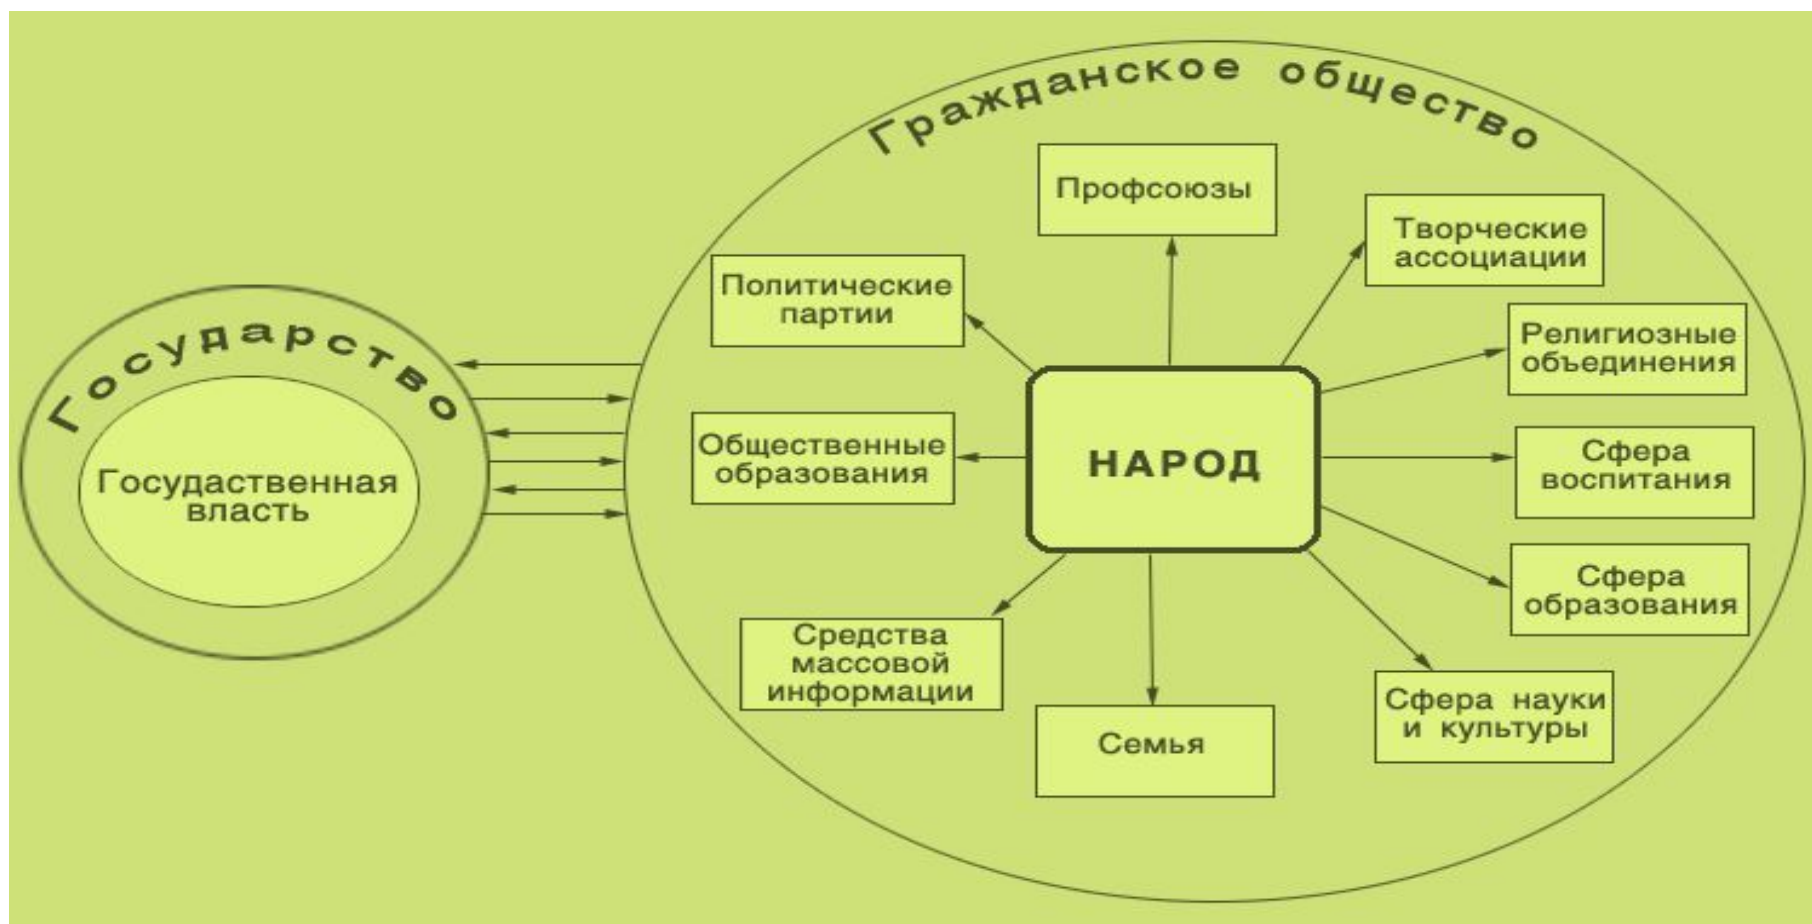 Гражданское общество
Профсоюзы
Творческие
ассоциации
Политические
партии
Религиозные
объединения
Государство
Государственная
власть
Общественные
образования
НАРОД
Сфера
воспитания
Сфера
образования
Средства
массовой
информации
Семья
Сфера науки
и культуры